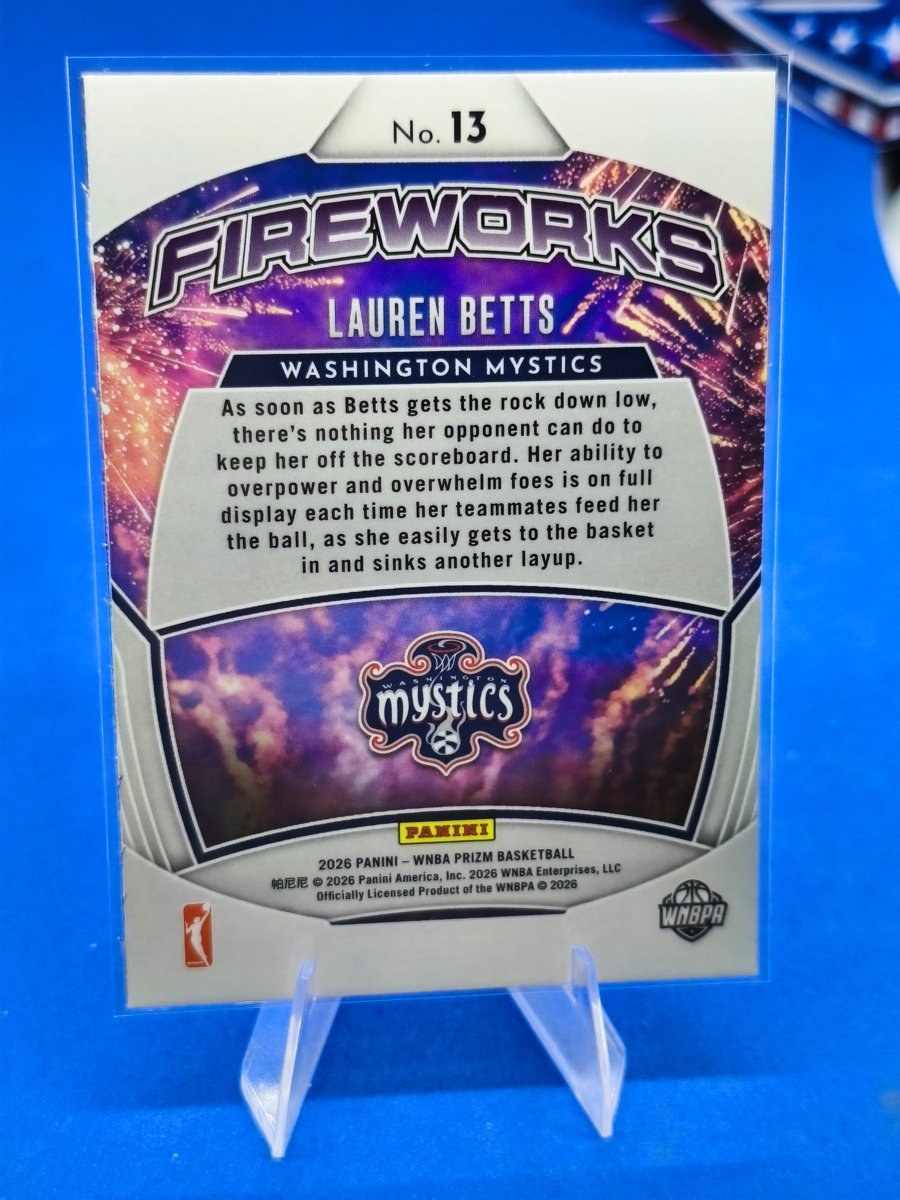 No. 13
FIREWORKS
LAUREN BETTS
WASHINGTON MYSTICS
As soon as Betts gets the rock down low,
there's nothing her opponent can do to
keep her off the scoreboard. Her ability to
overpower and overwhelm foes is on full
display each time her teammates feed her
the ball, as she easily gets to the basket
in and sinks another layup.
WASHINGTON
mystics
PANINI
2026 PANINI – WNBA PRIZM BASKETBALL
帕尼尼 © 2026 Panini America, Inc. 2026 WNBA Enterprises, LLC
Officially Licensed Product of the WNBPA © 2026
WNBA
WNBPA